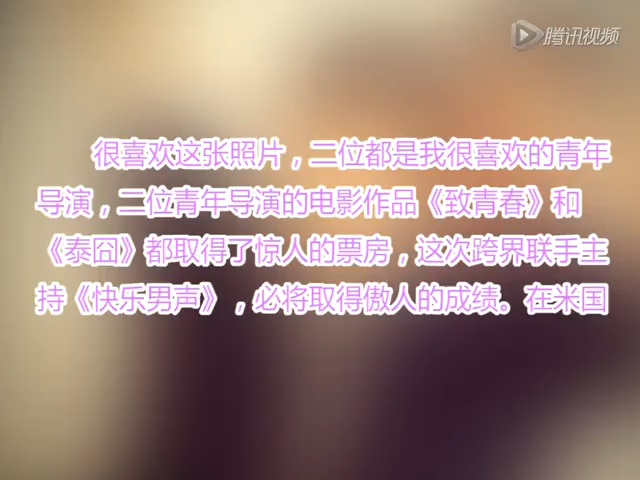 腾讯视频
很喜欢这张照片，二位都是我很喜欢的青年
导演，二位青年导演的电影作品《致青春》和
《泰囧》都取得了惊人的票房，这次跨界联手主
持《快乐男声》，必将取得傲人的成绩。在米国